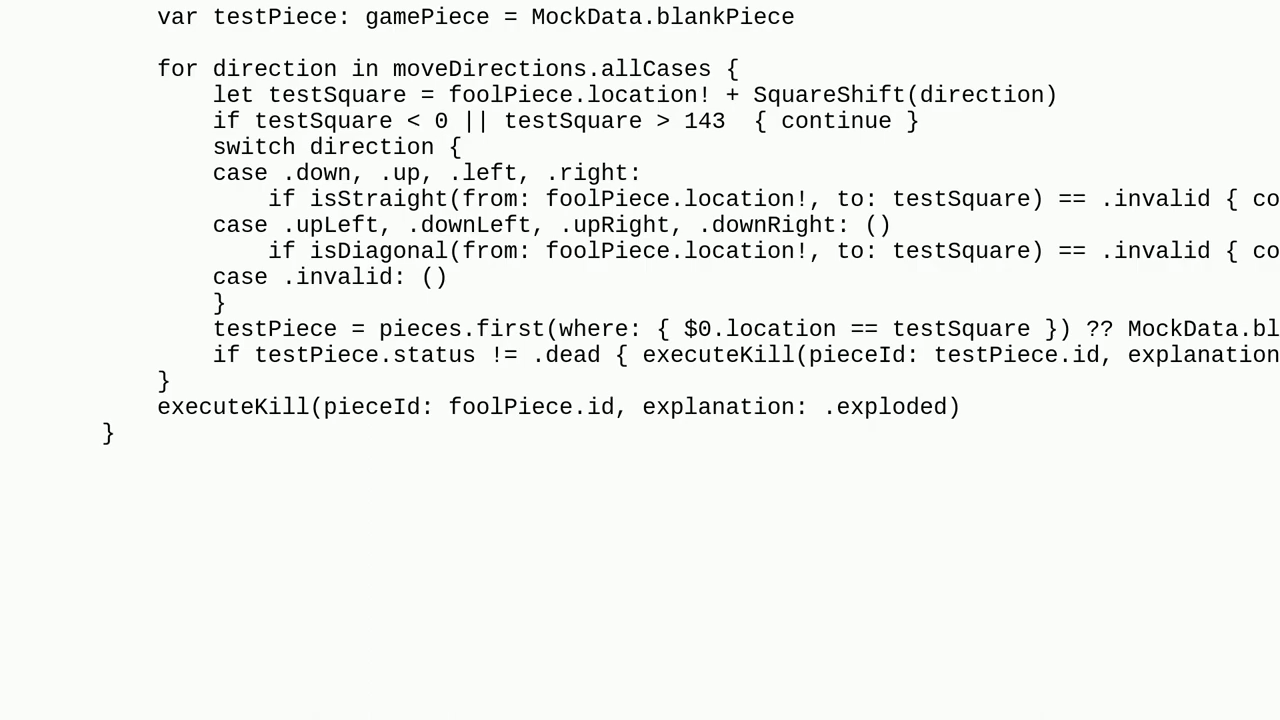 var testPiece: gamePiece = MockData.blankPiece
for direction in moveDirections.allCases {
let testSquare = foolPiece.location! + SquareShift(direction)
if testSquare < 0 || testSquare > 143  { continue }
switch direction {
case .down, .up, .left, .right:
if isStraight(from: foolPiece.location!, to: testSquare) == .invalid { co
case .upLeft, .downLeft, .upRight, .downRight: ()
if isDiagonal(from: foolPiece.location!, to: testSquare) == .invalid { co
case .invalid: ()
}
testPiece = pieces.first(where: { $0.location == testSquare }) ?? MockData.bl
if testPiece.status != .dead { executeKill(pieceId: testPiece.id, explanation
}
executeKill(pieceId: foolPiece.id, explanation: .exploded)
}